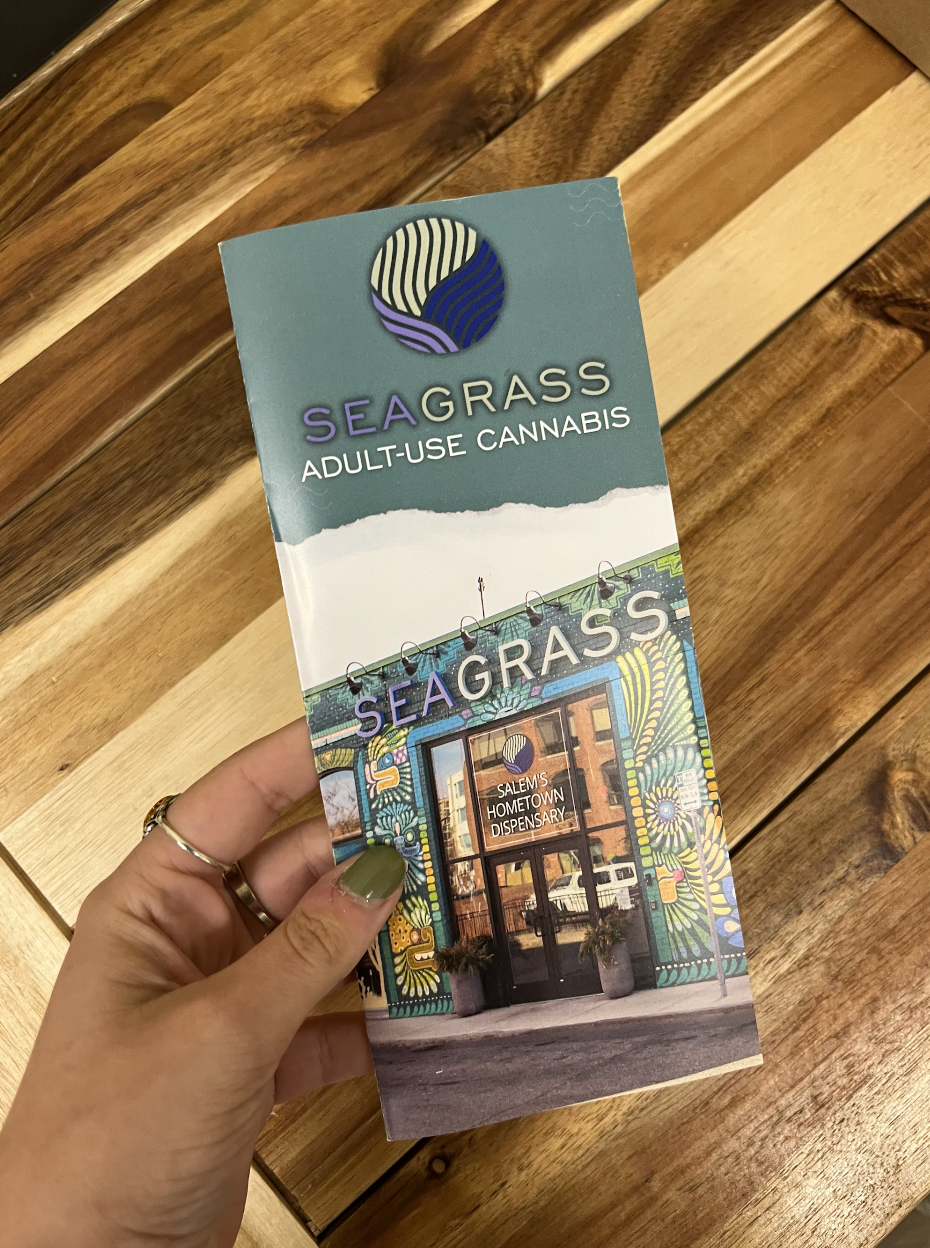 SEAGRASS
ADULT-USE CANNABIS
SEAGRASS
SALEM'S
HOMETOWN
DISPENSARY